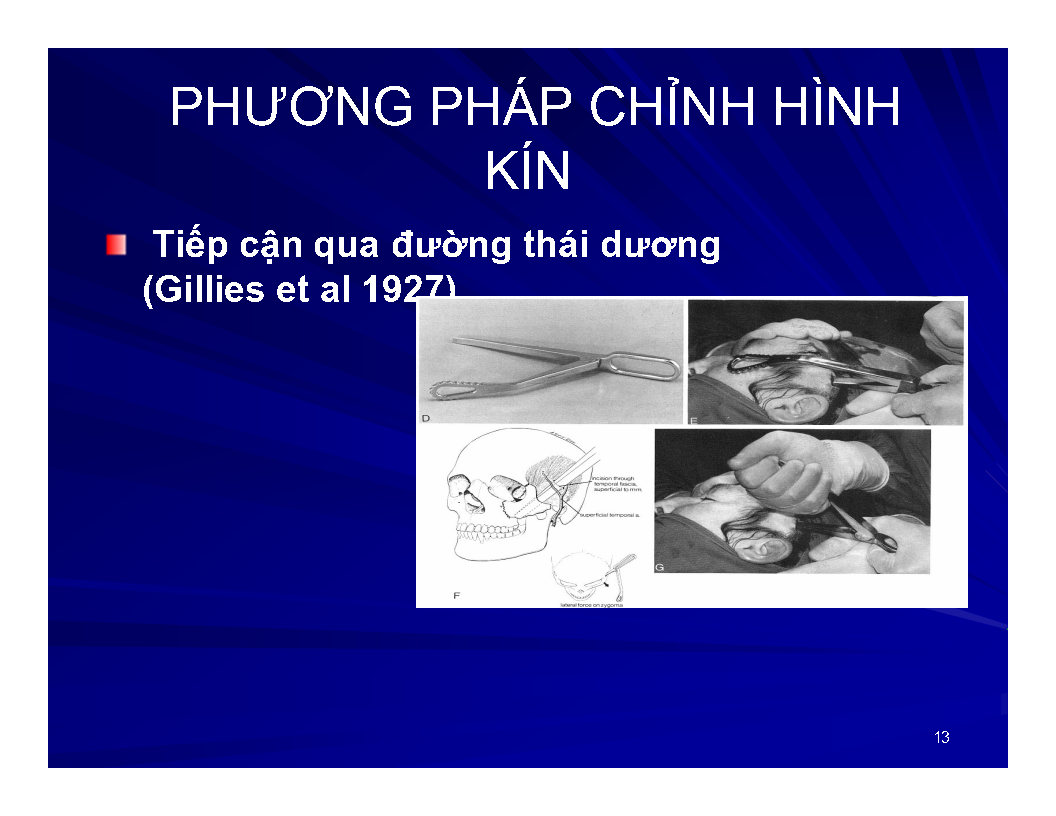 PHƯƠNG PHÁP CHỈNH HÌNH
KÍN
Tiếp cận qua đường thái dương
(Gillies et al 1927)
D
E
incision through
temporal fascia,
superficial to m.m.
superficial temporal a.
G
F
lateral force on zygoma
13